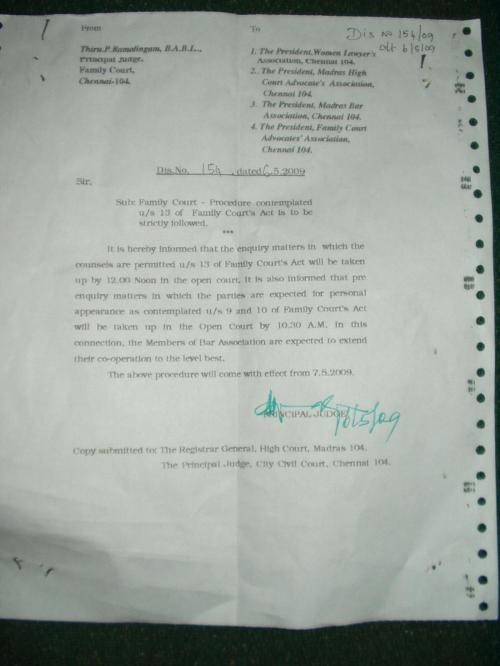 From
To
Dis No 154/09
dt 6/5/09
Thiru.P.Ramalingam, B.A.B.L.,
Principal Judge,
Family Court,
Chennai-104.
1. The President, Women Lawyer's
Association, Chennai 104.
2. The President, Madras High
Court Advocate's Association,
Chennai 104.
3. The President, Madras Bar
Association, Chennai 104.
4. The President, Family Court
Advocates' Association,
Chennai 104.
Dis.No. 154 , dated 6.5.2009
Sir,
Sub: Family Court - Procedure contemplated
u/s 13 of Family Court's Act is to be
strictly followed.
***
It is hereby informed that the enquiry matters in which the
counsels are permitted u/s 13 of Family Court's Act will be taken
up by 12.00 Noon in the open court. It is also informed that pre
enquiry matters in which the parties are expected for personal
appearance as contemplated u/s 9 and 10 of Family Court's Act
will be taken up in the Open Court by 10.30 A.M. In this
connection, the Members of Bar Association are expected to extend
their co-operation to the level best.
The above procedure will come with effect from 7.5.2009.
PRINCIPAL JUDGE
Copy submitted to: The Registrar General, High Court, Madras 104.
The Principal Judge, City Civil Court, Chennai 104.